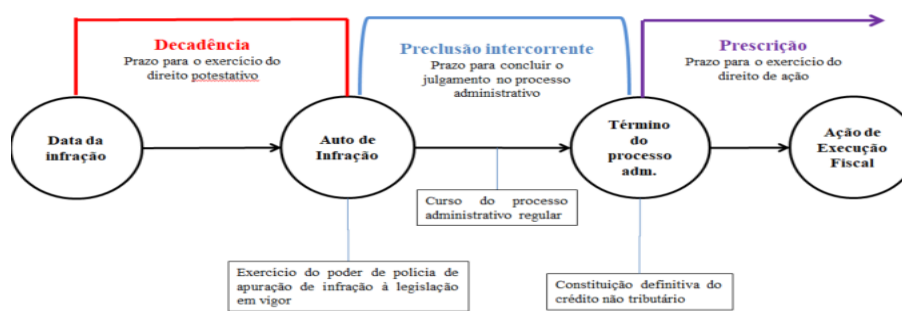 Decadência
Prazo para o exercício do
direito potestativo
Preclusão intercorrente
Prazo para concluir o
julgamento no processo
administrativo
Prescrição
Prazo para o exercício do
direito de ação
Data da
infração
Auto de
Infração
Término
do
processo
adm.
Ação de
Execução
Fiscal
Curso do processo
administrativo regular
Exercício do poder de polícia de
apuração de infração à legislação
em vigor
Constituição definitiva do
crédito não tributário